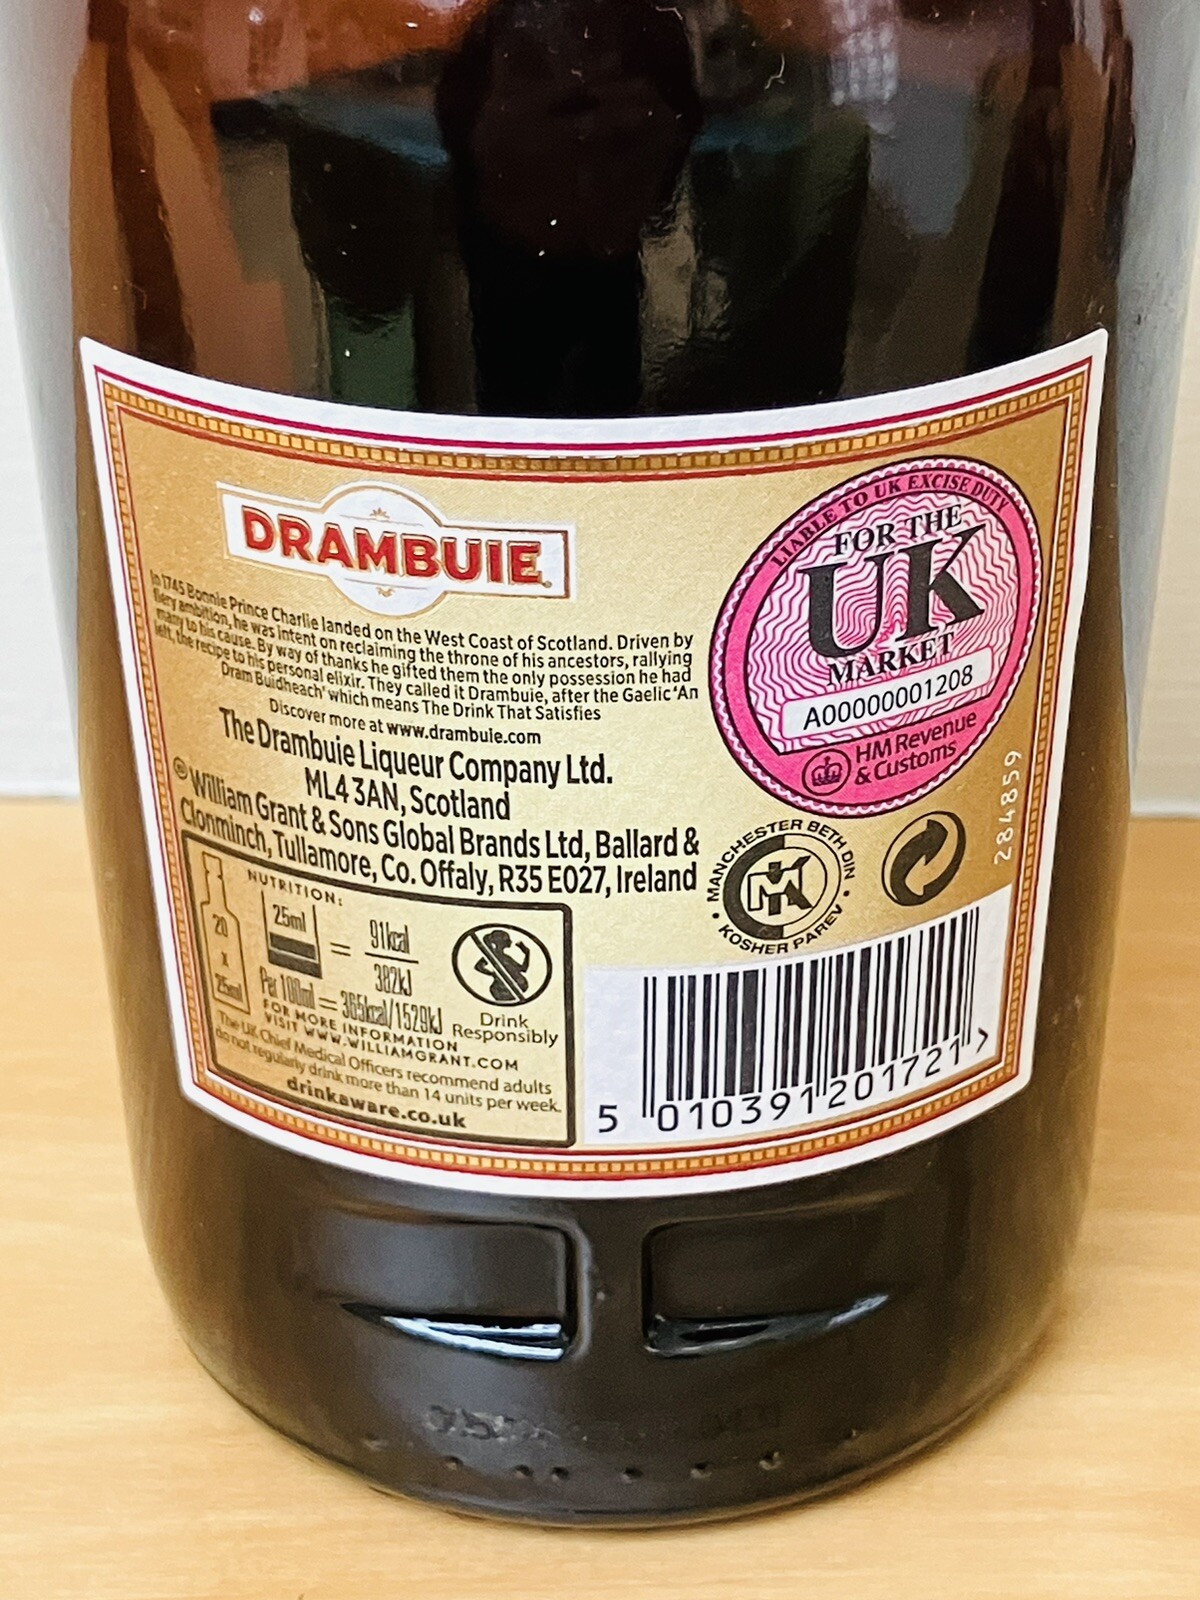 DRAMBUIE
In 1745 Bonnie Prince Charlie landed on the West Coast of Scotland. Driven by
fiery ambition, he was intent on reclaiming the throne of his ancestors, rallying
many to his cause. By way of thanks he gifted them the only possession he had
left, the recipe to his personal elixir. They called it Drambuie, after the Gaelic 'An
Dram Buidheach' which means The Drink That Satisfies
Discover more at www.drambuie.com
The Drambuie Liqueur Company Ltd.
ML4 3AN, Scotland
® William Grant & Sons Global Brands Ltd, Ballard &
Clonminch, Tullamore, Co. Offaly, R35 E027, Ireland
NUTRITION:
20
x
25ml
25ml
=
91kcal
382kJ
Per 100ml = 365kcal/1529kJ
FOR MORE INFORMATION
VISIT WWW.WILLIAMGRANT.COM
Drink
Responsibly
The UK Chief Medical Officers recommend adults
do not regularly drink more than 14 units per week.
drinkaware.co.uk
LIABLE TO UK EXCISE DUTY
FOR THE
UK
MARKET
A00000001208
HM Revenue
& Customs
284859
MANCHESTER BETH DIN
MK
• KOSHER PAREV •
5 010391 201721 >